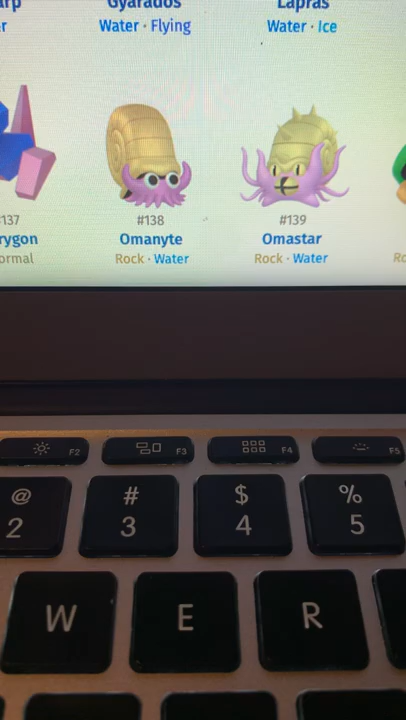 Gyarados
Lapras
Water · Flying
Water · Ice
#138
#139
Omanyte
Omastar
Rock · Water
Rock · Water
F2
F3
F4
F5
@
#
$
%
2
3
4
5
W
E
R